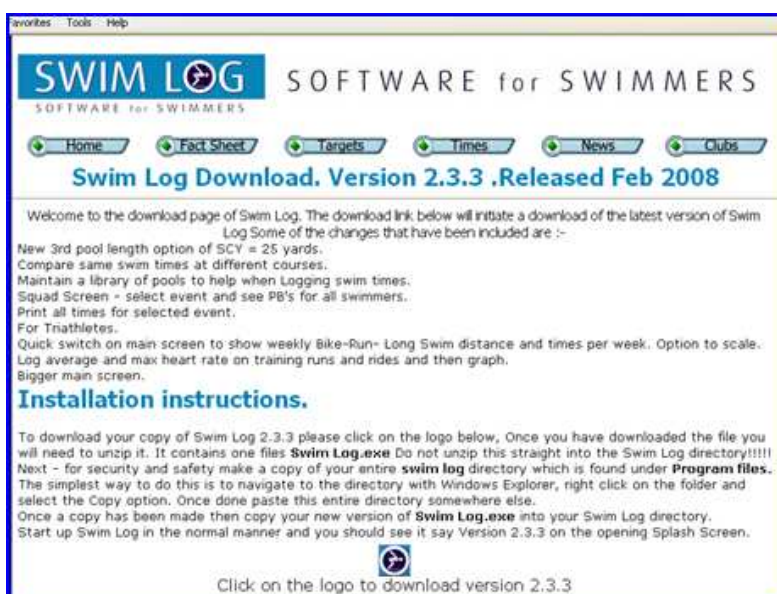 avorites Tools Help
SWIM LOG SOFTWARE for SWIMMERS
SOFTWARE for SWIMMERS
Home Fact Sheet Targets Times News Clubs
Swim Log Download. Version 2.3.3 .Released Feb 2008
Welcome to the download page of Swim Log. The download link below will initiate a download of the latest version of Swim
Log Some of the changes that have been included are :-
New 3rd pool length option of SCY = 25 yards.
Compare same swim times at different courses.
Maintain a library of pools to help when Logging swim times.
Squad Screen - select event and see PB's for all swimmers.
Print all times for selected event.
For Triathletes.
Quick switch on main screen to show weekly Bike-Run- Long Swim distance and times per week. Option to scale.
Log average and max heart rate on training runs and rides and then graph.
Bigger main screen.
Installation instructions.
To download your copy of Swim Log 2.3.3 please click on the logo below, Once you have downloaded the file you
will need to unzip it. It contains one files Swim Log.exe Do not unzip this straight into the Swim Log directory!!!!!
Next - for security and safety make a copy of your entire swim log directory which is found under Program files.
The simplest way to do this is to navigate to the directory with Windows Explorer, right click on the folder and
select the Copy option. Once done paste this entire directory somewhere else.
Once a copy has been made then copy your new version of Swim Log.exe into your Swim Log directory.
Start up Swim Log in the normal manner and you should see it say Version 2.3.3 on the opening Splash Screen.
Click on the logo to download version 2.3.3